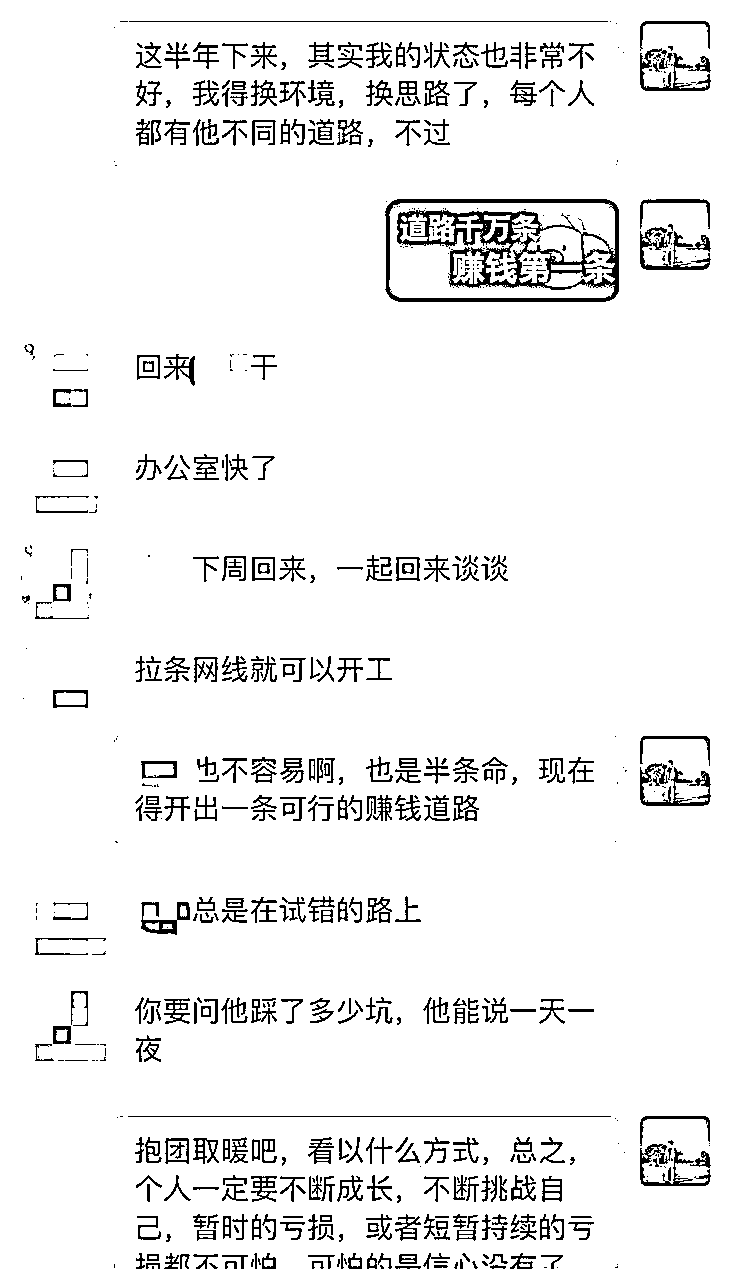 这半年下来，其实我的状态也非常不
好，我得换环境，换思路了，每个人
都有他不同的道路，不过
道路千万条
赚钱第一条
回来 干
办公室快了
下周回来，一起回来谈谈
拉条网线就可以开工
也不容易啊，也是半条命，现在
得开出一条可行的赚钱道路
总是在试错的路上
你要问他踩了多少坑，他能说一天一
夜
抱团取暖吧，看以什么方式，总之，
个人一定要不断成长，不断挑战自
己，暂时的亏损，或者短暂持续的亏
损都不可怕，可怕的是信心没有了